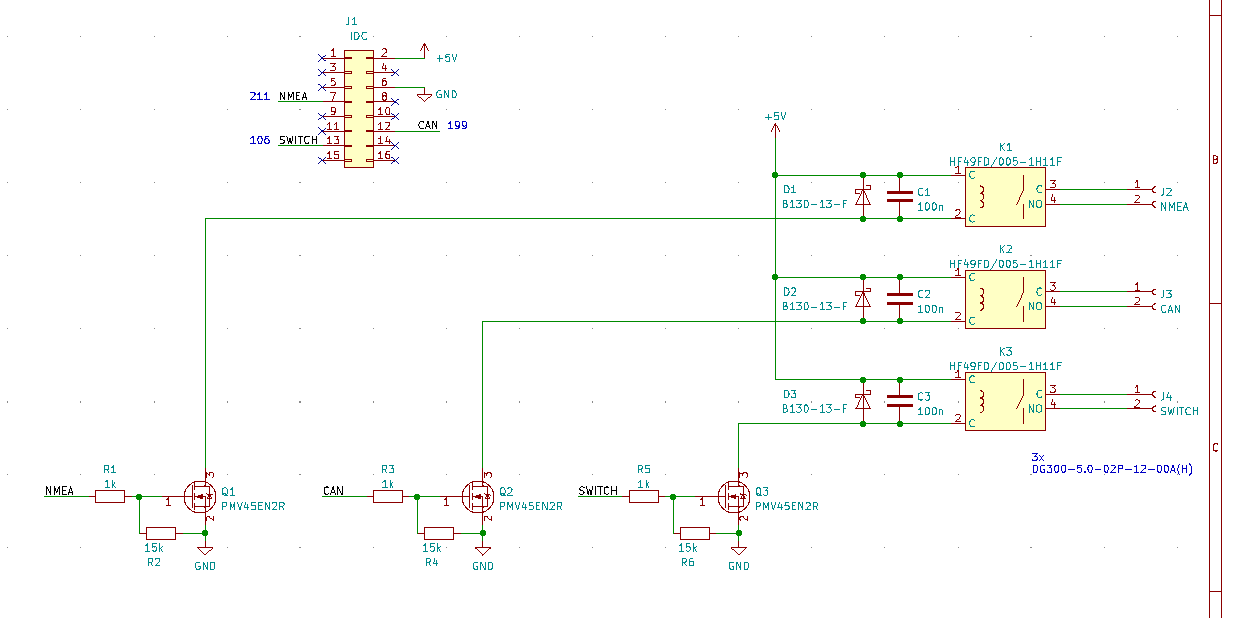 J1
IDC
1 2
+5V
3 4
5 6
GND
211 NMEA 7 8
9 10
11 12 CAN 199
106 SWITCH 13 14
15 16
+5V
K1
HF49FD/005-1H11F
1 C
D1
B130-13-F
C1
100n
C 3
NO 4
2 C
1
2
J2
NMEA
K2
HF49FD/005-1H11F
1 C
D2
B130-13-F
C2
100n
C 3
NO 4
2 C
1
2
J3
CAN
K3
HF49FD/005-1H11F
1 C
D3
B130-13-F
C3
100n
C 3
NO 4
2 C
1
2
J4
SWITCH
3x
DG300-5.0-02P-12-00A(H)
NMEA
R1
1k
1
3
2
Q1
PMV45EN2R
15k
R2
GND
CAN
R3
1k
1
3
2
Q2
PMV45EN2R
15k
R4
GND
SWITCH
R5
1k
1
3
2
Q3
PMV45EN2R
15k
R6
GND
B
C